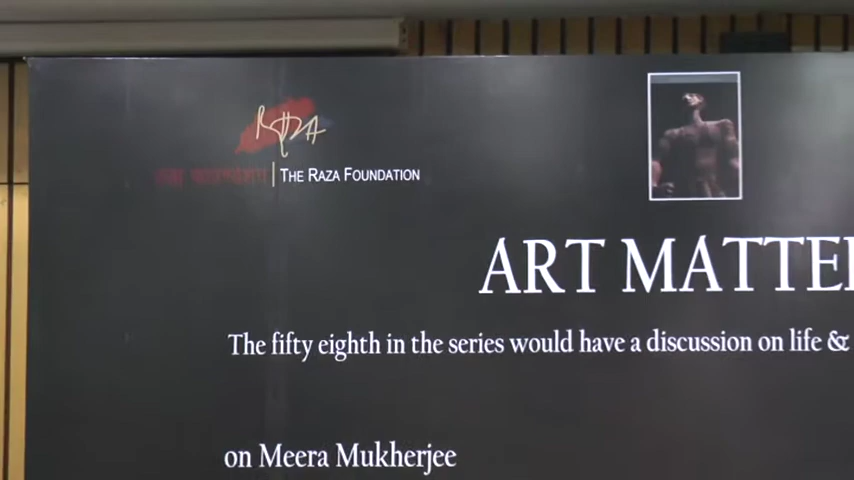 RAZA
THE RAZA FOUNDATION
ART MATTE
The fifty eighth in the series would have a discussion on life &
on Meera Mukherjee